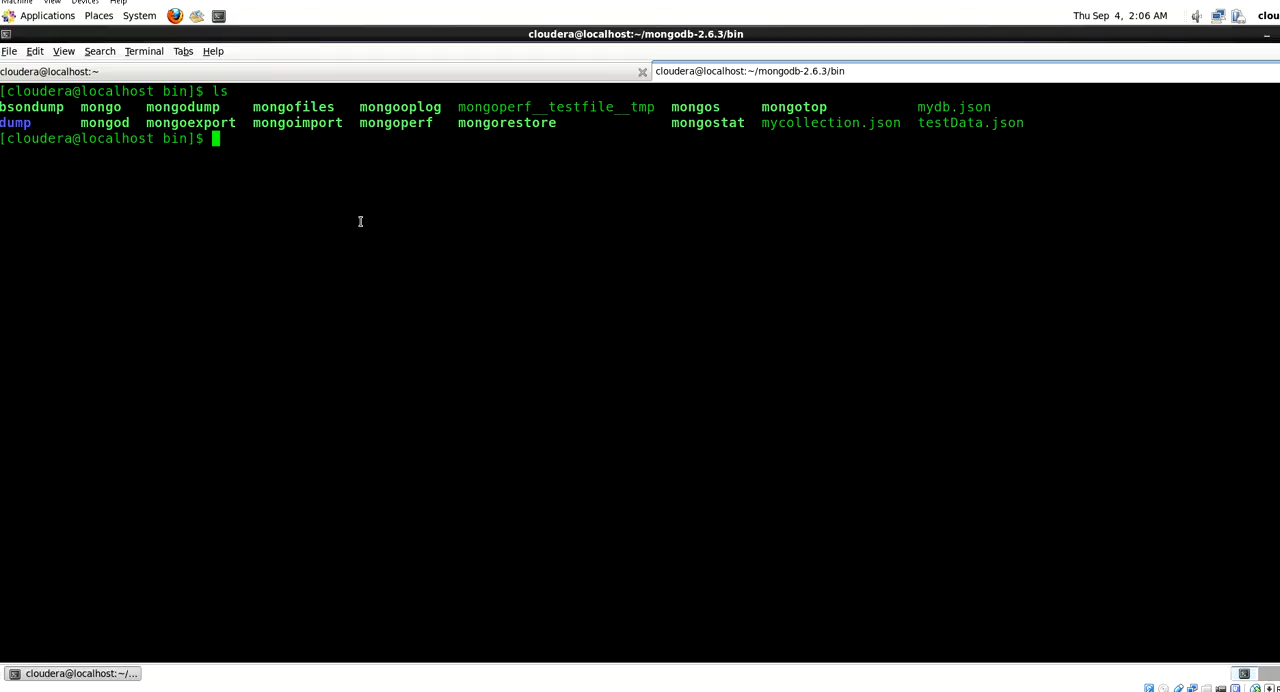 Machine View Devices Help
Applications Places System Thu Sep 4, 2:06 AM clou
cloudera@localhost:~/mongodb-2.6.3/bin
File Edit View Search Terminal Tabs Help
cloudera@localhost:~ cloudera@localhost:~/mongodb-2.6.3/bin
[cloudera@localhost bin]$ ls
bsondump mongo mongodump mongofiles mongooplog mongoperf__testfile__tmp mongos mongotop mydb.json
dump mongod mongoexport mongoimport mongoperf mongorestore mongostat mycollection.json testData.json
[cloudera@localhost bin]$
cloudera@localhost:~/...